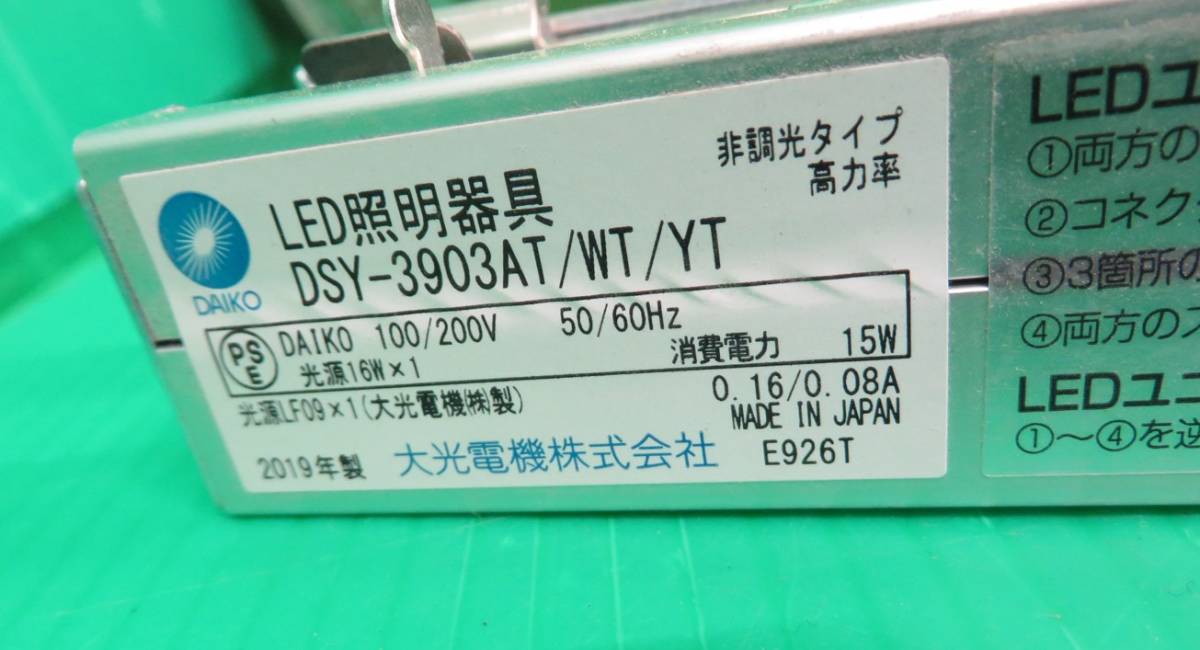 非調光タイプ
高力率
LED照明器具
DSY-3903AT/WT/YT
DAIKO
PSE DAIKO 100/200V 50/60Hz
光源16W×1 消費電力 15W
光源LF09×1(大光電機㈱製) 0.16/0.08A
MADE IN JAPAN
2019年製 大光電機株式会社 E926T
LEDユ
①両方の
②コネク
③3箇所の
④両方のス
LEDユニ
①〜④を逆